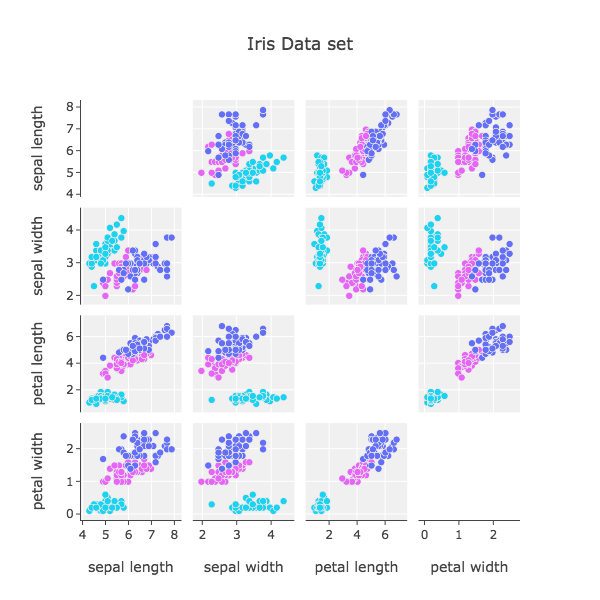 Iris Data set
sepal length
8
7
6
5
4
sepal width
4
3
2
petal length
6
4
2
petal width
2
1
0
4 5 6 7 8 2 3 4 2 4 6 0 1 2
sepal length sepal width petal length petal width